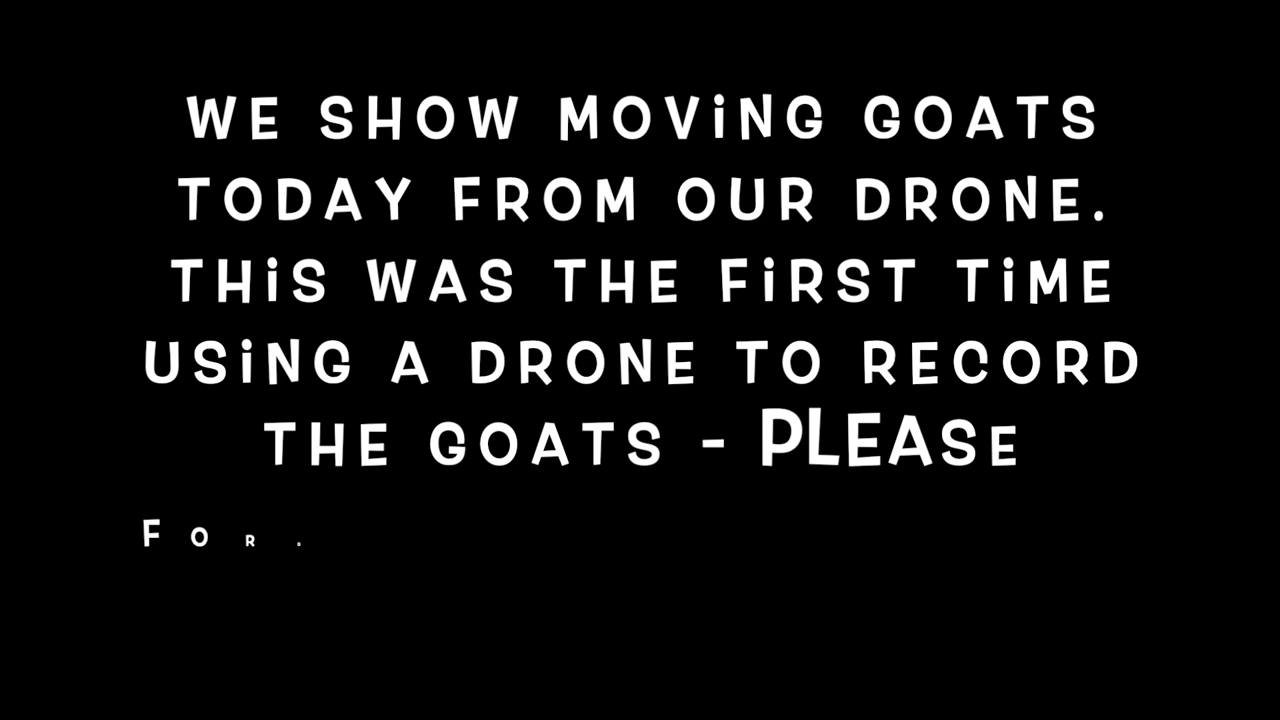 WE SHOW MOViNG GOATS
TODAY FROM OUR DRONE.
THiS WAS THE FiRST TiME
USiNG A DRONE TO RECORD
THE GOATS - PLEASE
FOR